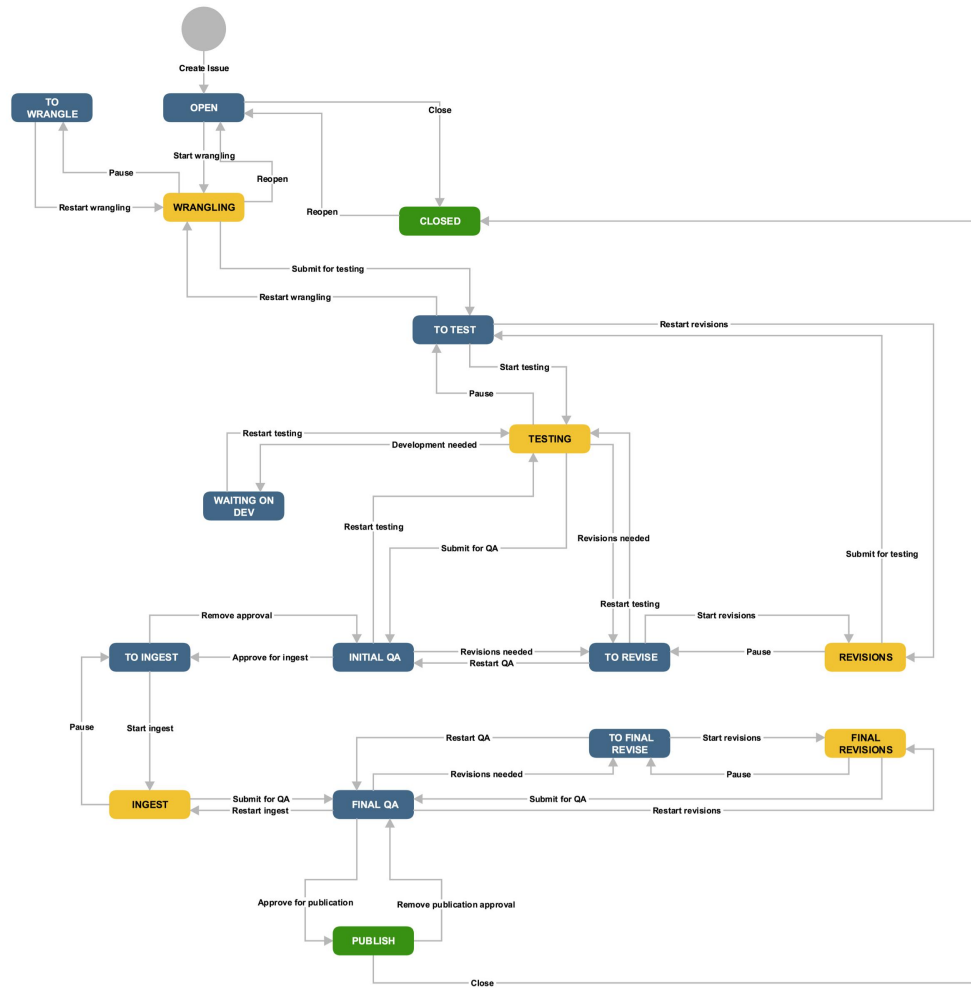 Create Issue
TO
WRANGLE
OPEN
Close
Start wrangling
Pause
Reopen
Restart wrangling
WRANGLING
Reopen
CLOSED
Submit for testing
Restart wrangling
TO TEST
Restart revisions
Start testing
Pause
Restart testing
TESTING
Development needed
WAITING ON
DEV
Restart testing
Revisions needed
Submit for QA
Submit for testing
Restart testing
Remove approval
Start revisions
TO INGEST
Approve for ingest
INITIAL QA
Revisions needed
Restart QA
TO REVISE
Pause
REVISIONS
Pause
Start ingest
Restart QA
TO FINAL
REVISE
Start revisions
FINAL
REVISIONS
Revisions needed
Pause
INGEST
Submit for QA
Restart ingest
FINAL QA
Submit for QA
Restart revisions
Approve for publication
Remove publication approval
PUBLISH
Close